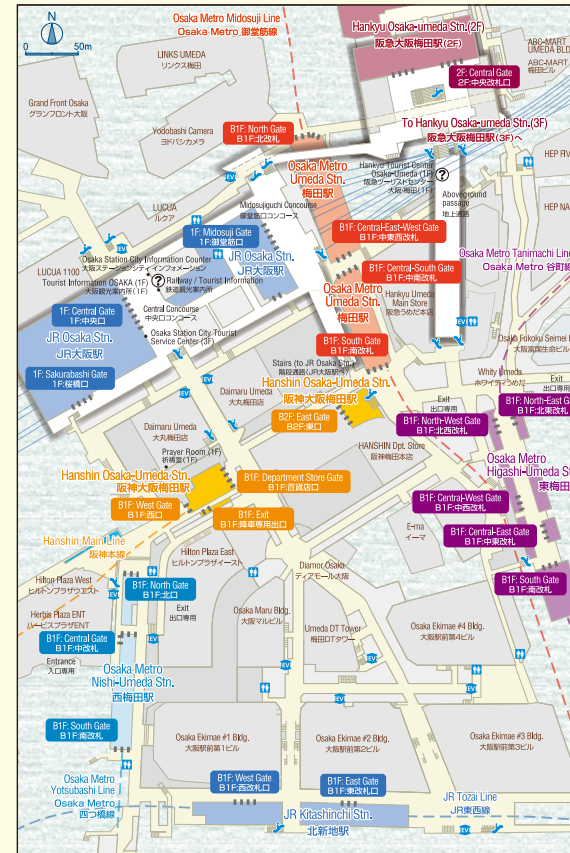 Osaka Metro Midosuji Line
Osaka Metro 御堂筋線
N
0 50m
LINKS UMEDA
リンクス梅田
Hankyu Osaka-umeda Stn.(2F)
阪急大阪梅田駅(2F)
ABC-MART
UMEDA BLD
ABC-MART
梅田ビル
2F: Central Gate
2F:中央改札口
Grand Front Osaka
グランフロント大阪
Yodobashi Camera
ヨドバシカメラ
B1F: North Gate
B1F:北改札
To Hankyu Osaka-umeda Stn.(3F)
阪急大阪梅田駅(3F)へ
HEP FIV
Osaka Metro
Umeda Stn.
梅田駅
Hankyu Tourist Center
Osaka-Umeda (1F)
阪急ツーリストセンター
大阪・梅田(1F)
?
Aboveground
passage
地上通路
HEP NA
LUCUA
ルクア
Midosujiguchi Concourse
御堂筋口コンコース
1F: Midosuji Gate
1F:御堂筋口
B1F: Central-East-West Gate
B1F:中東西改札
JR Osaka Stn.
JR大阪駅
Osaka Station City Information Counter
大阪ステーションシティ インフォメーション
Osaka Metro Tanimachi Line
Osaka Metro 谷町線
B1F: Central-South Gate
B1F:中南改札
LUCUA 1100
Tourist Information OSAKA (1F)
大阪観光案内所(1F)
?
Railway / Tourist Information
鉄道観光案内所
Osaka Metro
Umeda Stn.
梅田駅
Hankyu Umeda
Main Store
阪急うめだ本店
1F: Central Gate
1F:中央口
Central Concourse
中央口コンコース
JR Osaka Stn.
JR大阪駅
Osaka Station City Tourist
Service Center (3F)
B1F: South Gate
B1F:南改札
Osaka Fukoku Seimei
大阪富国生命ビル
1F: Sakurabashi Gate
1F:桜橋口
Stairs (to JR Osaka Stn.)
階段通路(JR大阪駅へ)
Whity Umeda
ホワイティうめだ
Hanshin Osaka-Umeda Stn.
阪神大阪梅田駅
Exit
出口専用
Exit
出口専用
Daimaru Umeda
大丸梅田店
B1F: North-East Ga
B1F:北東改札
B2F: East Gate
B2F:東口
B1F: North-West Gate
B1F:北西改札
Daimaru Umeda
大丸梅田店
HANSHIN Dpt. Store
阪神梅田本店
Osaka Metro
Higashi-Umeda St
東梅田
Prayer Room (1F)
祈祷室(1F)
Hanshin Osaka-Umeda Stn.
阪神大阪梅田駅
B1F: Department Store Gate
B1F:百貨店口
B1F: Central-West Gate
B1F:中西改札
B1F: West Gate
B1F:西口
B1F: Exit
B1F:降車専用出口
E-ma
イーマ
B1F: Central-East Gate
B1F:中東改札
Hanshin Main Line
阪神本線
Hilton Plaza East
ヒルトンプラザイースト
Diamor Osaka
ディアモール大阪
B1F: South Gate
B1F:南改札
Hilton Plaza West
ヒルトンプラザウエスト
B1F: North Gate
B1F:北口
Exit
出口専用
Osaka Maru Bldg.
大阪マルビル
Herbis Plaza ENT
ハービスプラザENT
Umeda DT Tower
梅田DTタワー
Osaka Ekimae #4 Bldg.
大阪駅前第4ビル
B1F: Central Gate
B1F:中改札
Entrance
入口専用
Osaka Metro
Nishi-Umeda Stn.
西梅田駅
B1F: South Gate
B1F:南改札
Osaka Ekimae #1 Bldg.
大阪駅前第1ビル
Osaka Ekimae #2 Bldg.
大阪駅前第2ビル
Osaka Ekimae #3 Bldg.
大阪駅前第3ビル
Osaka Metro
Yotsubashi Line
Osaka Metro
四つ橋線
B1F: West Gate
B1F:西改札口
B1F: East Gate
B1F:東改札口
JR Kitashinchi Stn.
北新地駅
JR Tozai Line
JR東西線